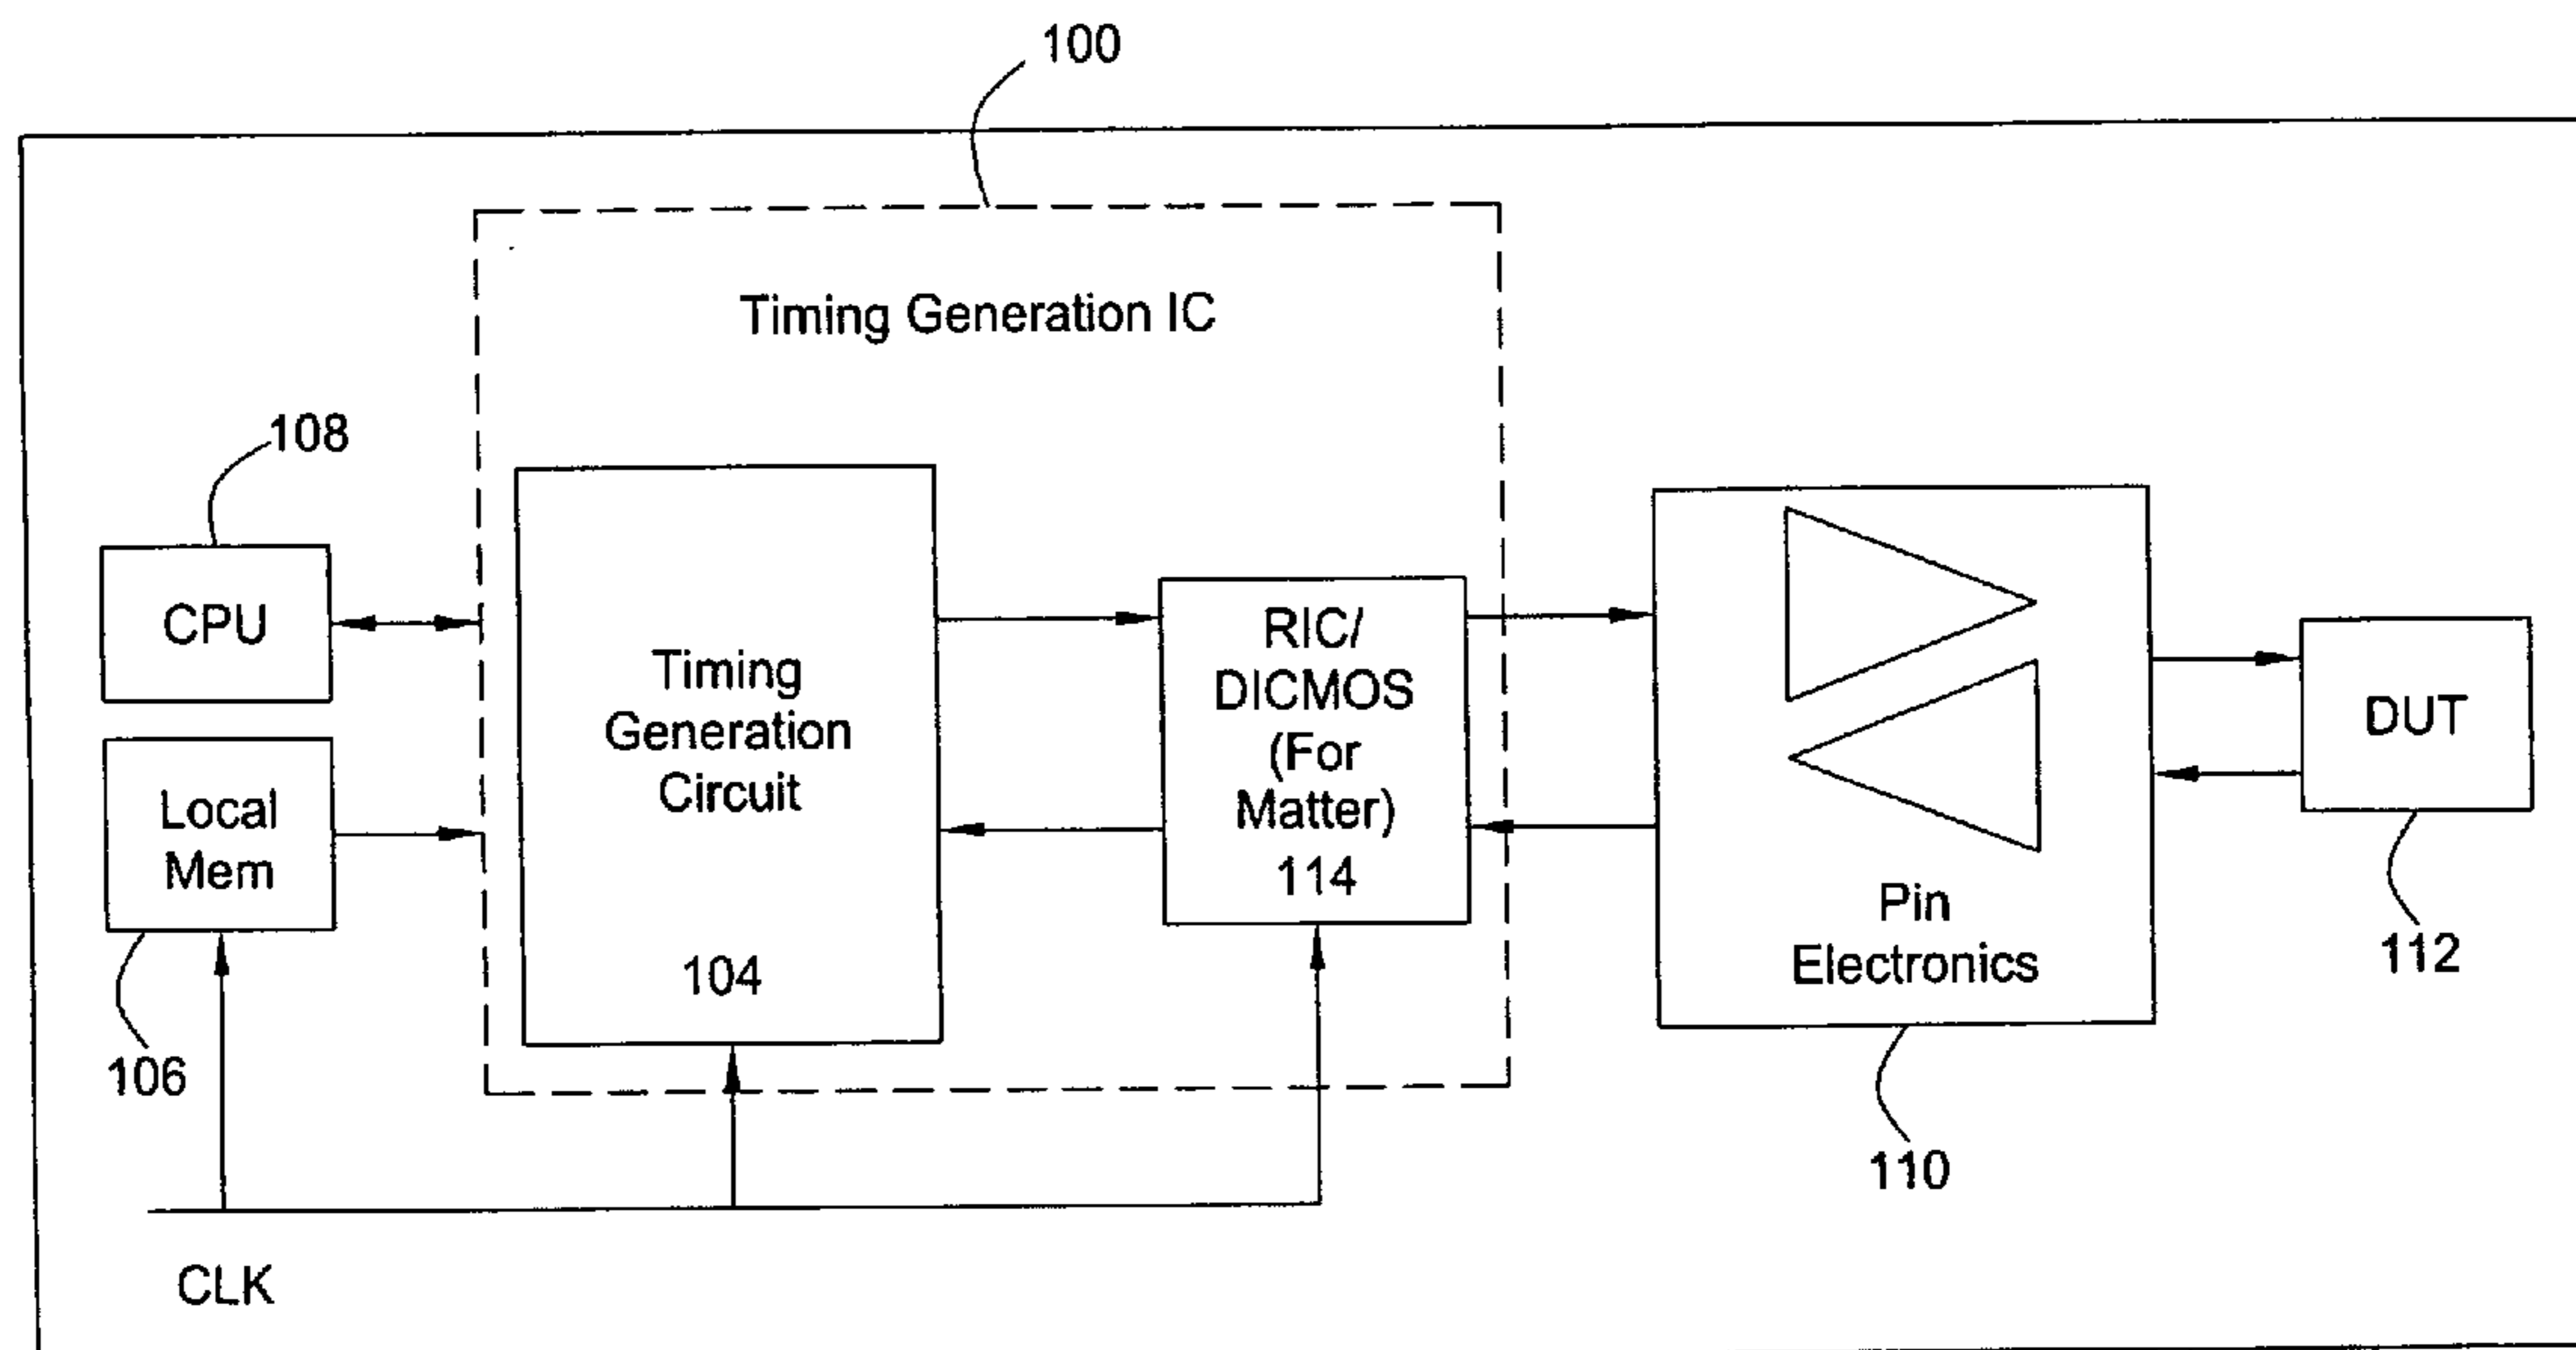 100
Timing Generation IC
108
CPU
Local
Mem
106
Timing
Generation
Circuit
104
RIC/
DICMOS
(For
Matter)
114
Pin
Electronics
110
DUT
112
CLK